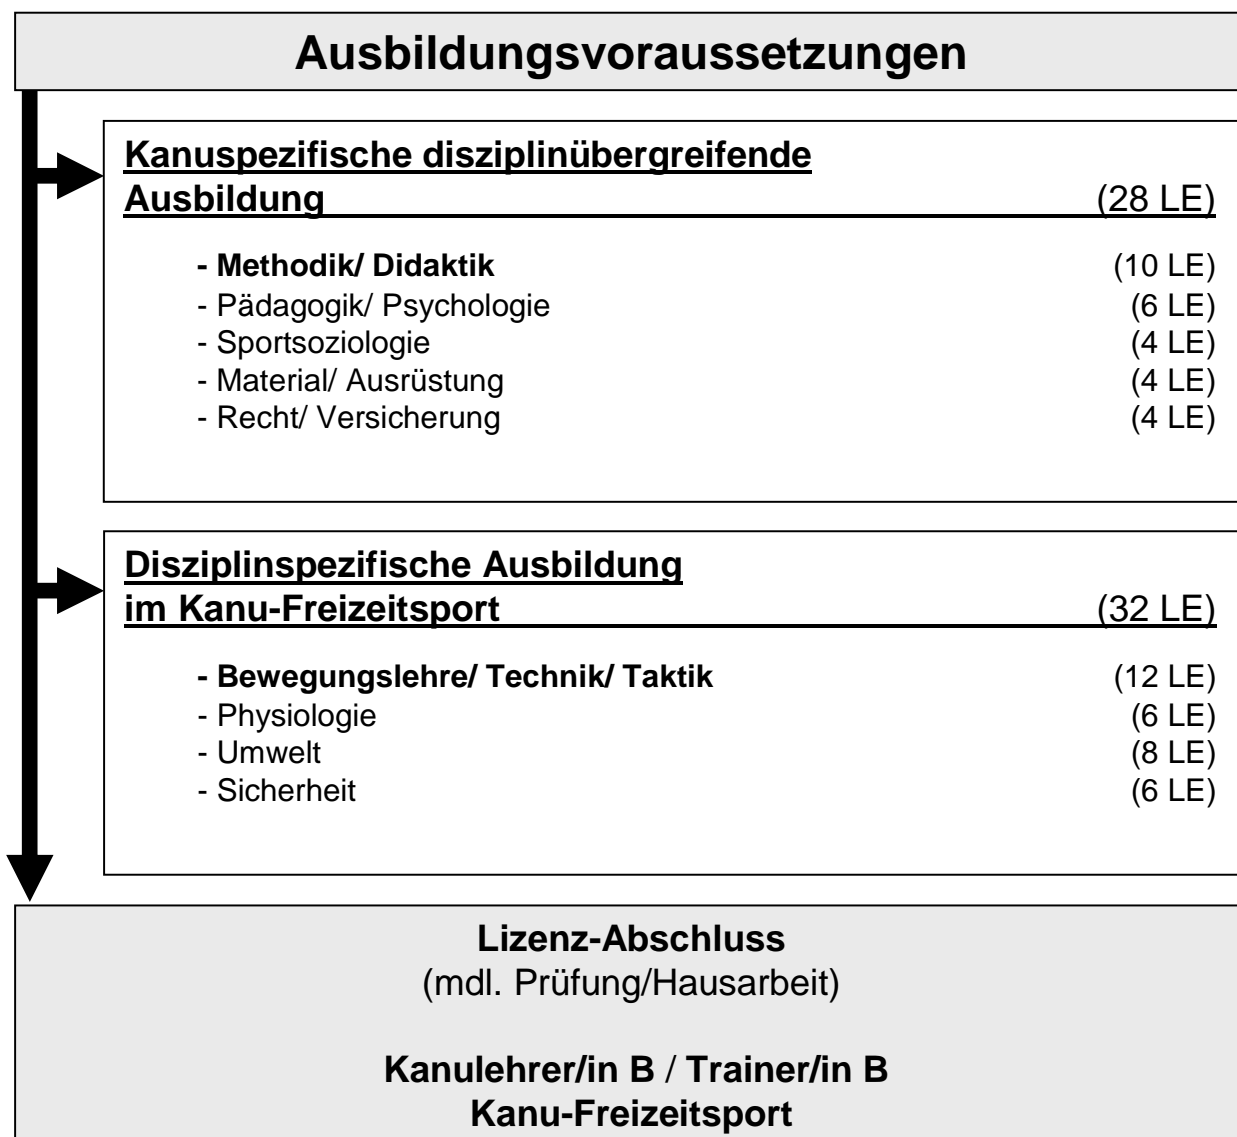 Ausbildungsvoraussetzungen
Kanuspezifische disziplinübergreifende
Ausbildung (28 LE)
- Methodik/ Didaktik (10 LE)
- Pädagogik/ Psychologie (6 LE)
- Sportsoziologie (4 LE)
- Material/ Ausrüstung (4 LE)
- Recht/ Versicherung (4 LE)
Disziplinspezifische Ausbildung
im Kanu-Freizeitsport (32 LE)
- Bewegungslehre/ Technik/ Taktik (12 LE)
- Physiologie (6 LE)
- Umwelt (8 LE)
- Sicherheit (6 LE)
Lizenz-Abschluss
(mdl. Prüfung/Hausarbeit)
Kanulehrer/in B / Trainer/in B
Kanu-Freizeitsport